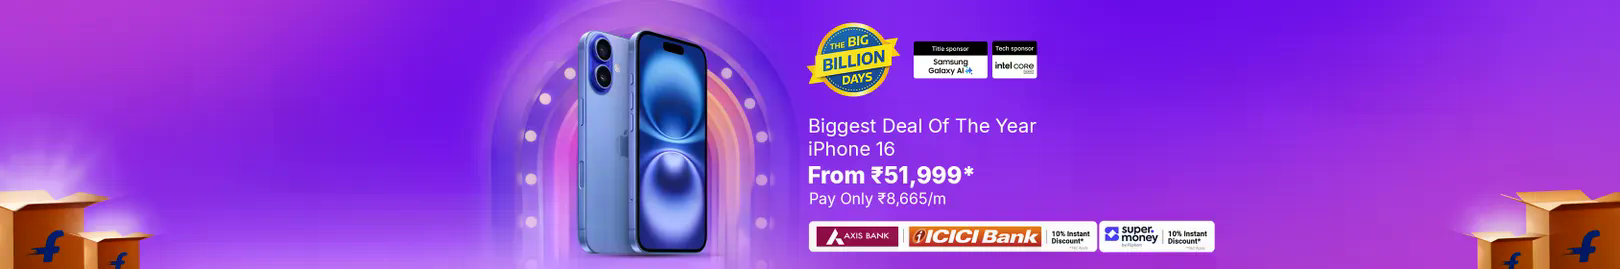 THE BIG
BILLION
DAYS
Title sponsor
Samsung
Galaxy AI
Tech sponsor
intel core
Biggest Deal Of The Year
iPhone 16
From ₹51,999*
Pay Only ₹8,665/m
AXIS BANK
ICICI Bank
10% Instant
Discount*
super.
money
by Flipkart
10% Instant
Discount*